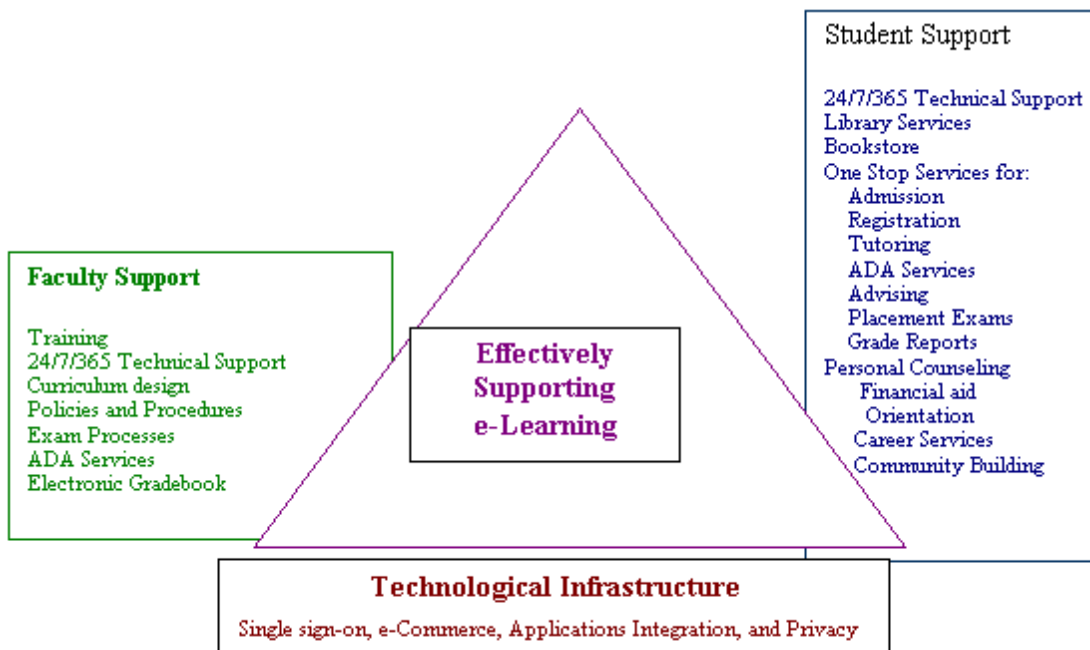 Student Support
24/7/365 Technical Support
Library Services
Bookstore
One Stop Services for:
Admission
Registration
Tutoring
ADA Services
Advising
Placement Exams
Grade Reports
Personal Counseling
Financial aid
Orientation
Career Services
Community Building
Faculty Support
Training
24/7/365 Technical Support
Curriculum design
Policies and Procedures
Exam Processes
ADA Services
Electronic Gradebook
Effectively
Supporting
e-Learning
Technological Infrastructure
Single sign-on, e-Commerce, Applications Integration, and Privacy